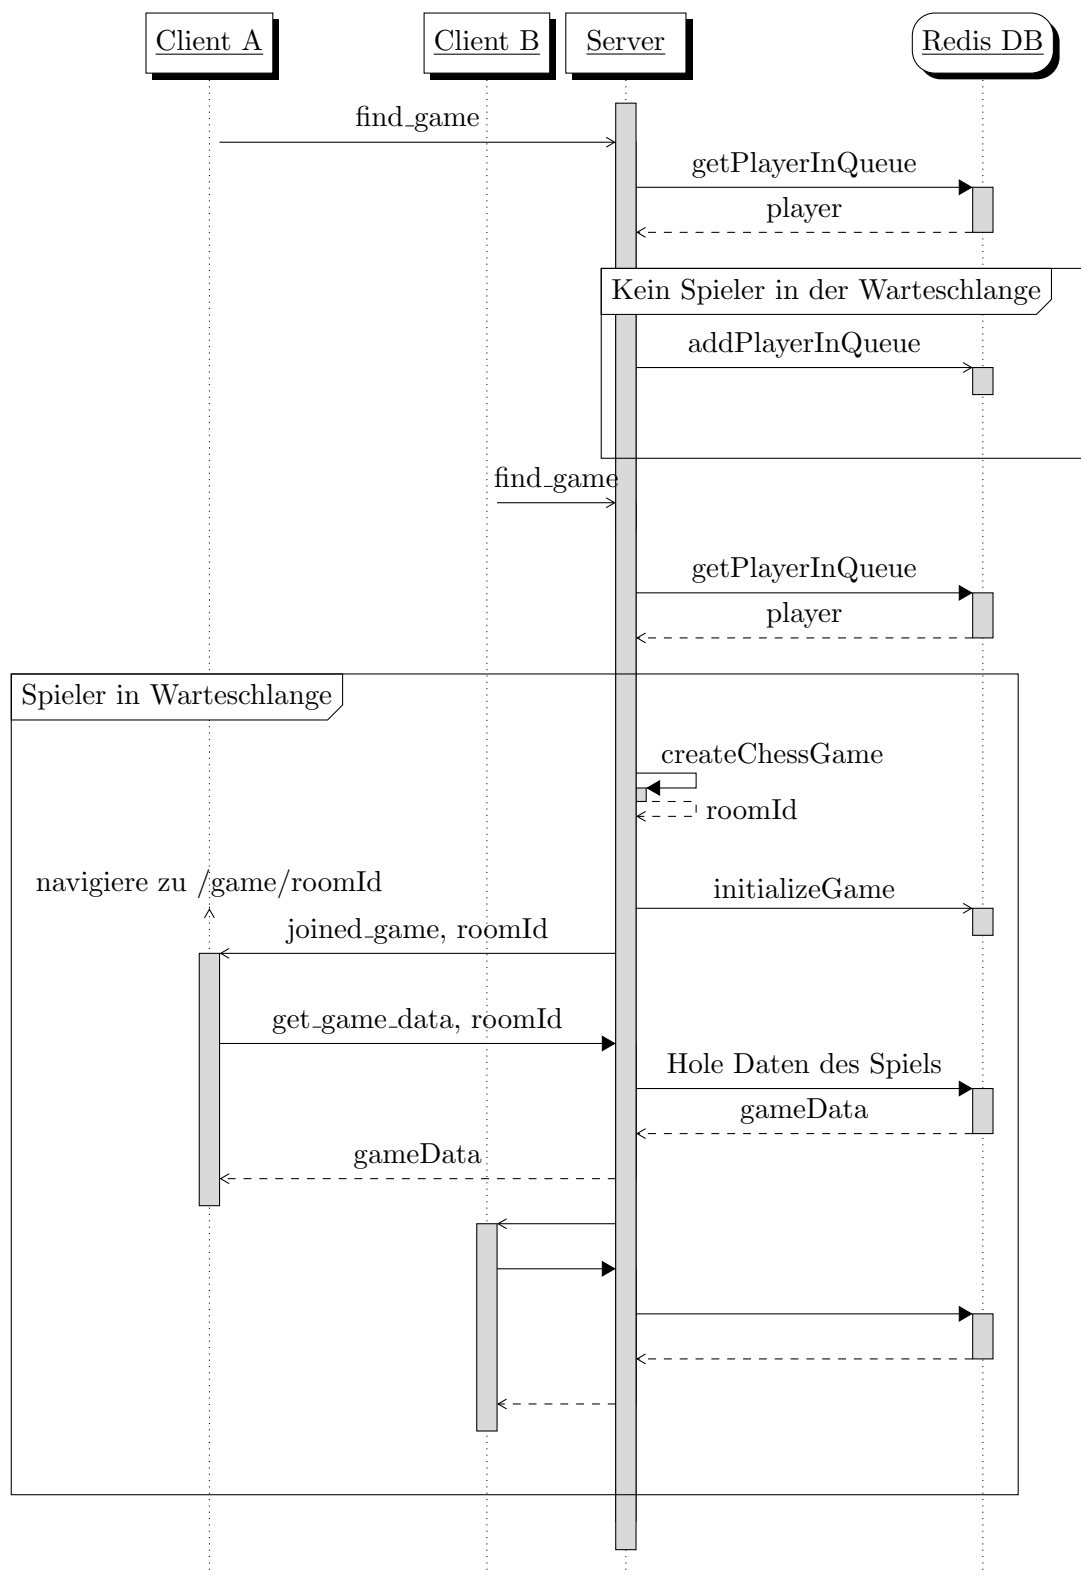 Client A
Client B
Server
Redis DB
find_game
getPlayerInQueue
player
Kein Spieler in der Warteschlange
addPlayerInQueue
find_game
getPlayerInQueue
player
Spieler in Warteschlange
createChessGame
roomId
navigiere zu /game/roomId
initializeGame
joined_game, roomId
get_game_data, roomId
Hole Daten des Spiels
gameData
gameData